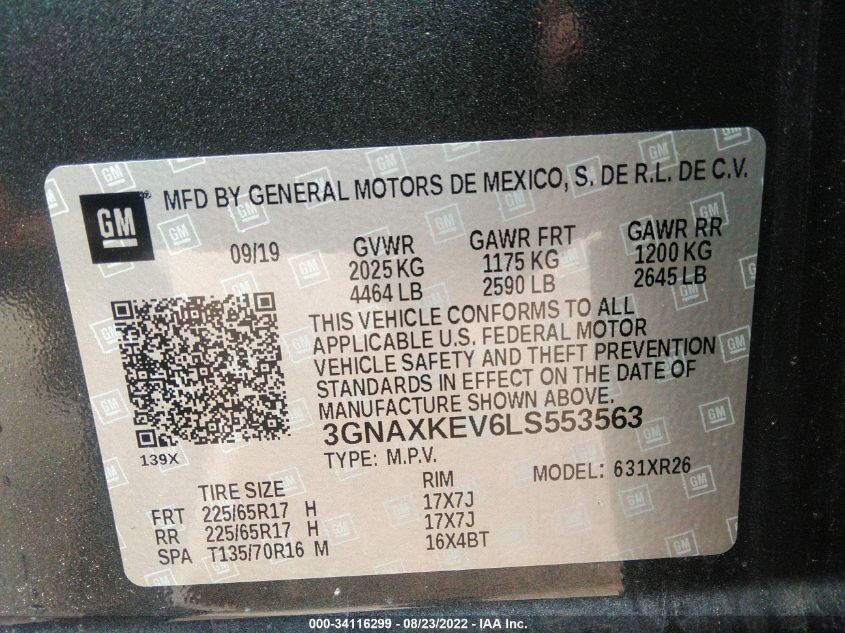 GM® MFD BY GENERAL MOTORS DE MEXICO, S. DE R.L. DE C.V.
09/19 GVWR GAWR FRT GAWR RR
2025 KG 1175 KG 1200 KG
4464 LB 2590 LB 2645 LB
THIS VEHICLE CONFORMS TO ALL
APPLICABLE U.S. FEDERAL MOTOR
VEHICLE SAFETY AND THEFT PREVENTION
STANDARDS IN EFFECT ON THE DATE OF
MANUFACTURE SHOWN ABOVE.
139X
3GNAXKEV6LS553563
TYPE: M.P.V. MODEL: 631XR26
TIRE SIZE RIM
FRT 225/65R17 H 17X7J
RR 225/65R17 H 17X7J
SPA T135/70R16 M 16X4BT
000-34116299 - 08/23/2022 - IAA Inc.